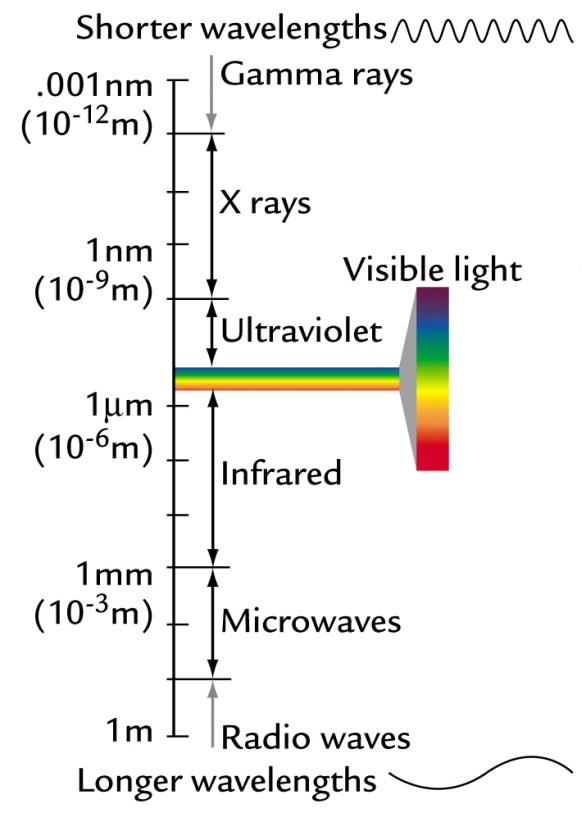 Shorter wavelengths
Gamma rays
.001nm
(10⁻¹²m)
X rays
1nm
(10⁻⁹m)
Visible light
Ultraviolet
1µm
(10⁻⁶m)
Infrared
1mm
(10⁻³m)
Microwaves
1m
Radio waves
Longer wavelengths